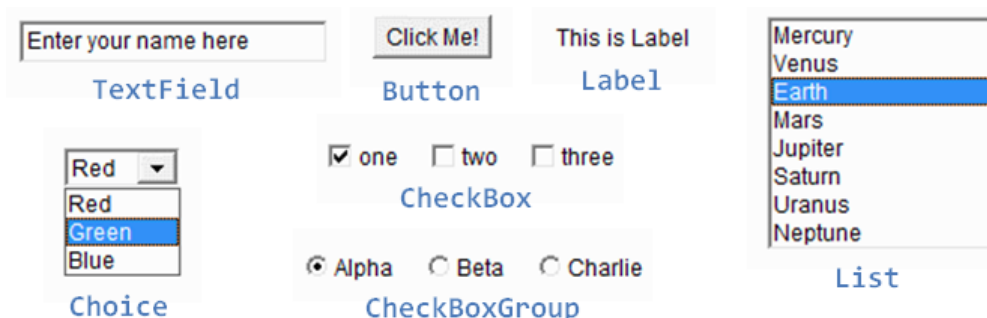 Enter your name here
TextField
Click Me!
Button
This is Label
Label
Mercury
Venus
Earth
Mars
Jupiter
Saturn
Uranus
Neptune
List
Red
Red
Green
Blue
Choice
one two three
CheckBox
Alpha Beta Charlie
CheckBoxGroup